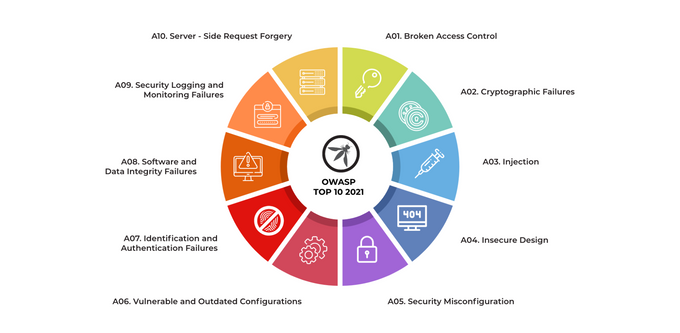 A10. Server - Side Request Forgery
A01. Broken Access Control
A09. Security Logging and
Monitoring Failures
A02. Cryptographic Failures
A08. Software and
Data Integrity Failures
OWASP
TOP 10 2021
A03. Injection
404
A07. Identification and
Authentication Failures
A04. Insecure Design
A06. Vulnerable and Outdated Configurations
A05. Security Misconfiguration